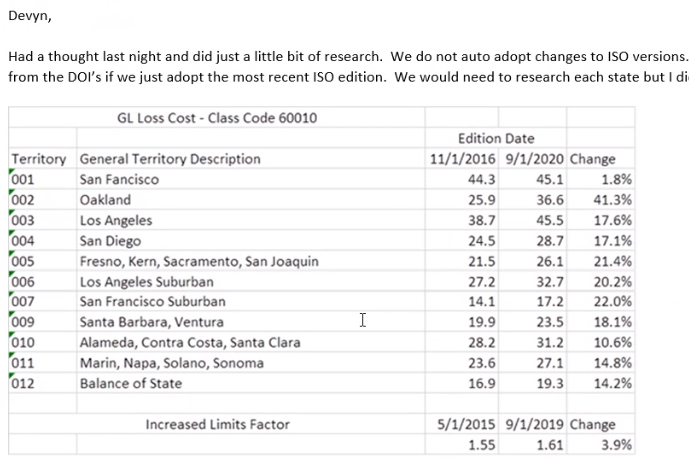 Devyn,
Had a thought last night and did just a little bit of research. We do not auto adopt changes to ISO versions.
from the DOI's if we just adopt the most recent ISO edition. We would need to research each state but I
GL Loss Cost - Class Code 60010
Edition Date
Territory General Territory Description 11/1/2016 9/1/2020 Change
001 San Fancisco 44.3 45.1 1.8%
002 Oakland 25.9 36.6 41.3%
003 Los Angeles 38.7 45.5 17.6%
004 San Diego 24.5 28.7 17.1%
005 Fresno, Kern, Sacramento, San Joaquin 21.5 26.1 21.4%
006 Los Angeles Suburban 27.2 32.7 20.2%
007 San Francisco Suburban 14.1 17.2 22.0%
009 Santa Barbara, Ventura 19.9 23.5 18.1%
010 Alameda, Contra Costa, Santa Clara 28.2 31.2 10.6%
011 Marin, Napa, Solano, Sonoma 23.6 27.1 14.8%
012 Balance of State 16.9 19.3 14.2%
Increased Limits Factor 5/1/2015 9/1/2019 Change
1.55 1.61 3.9%